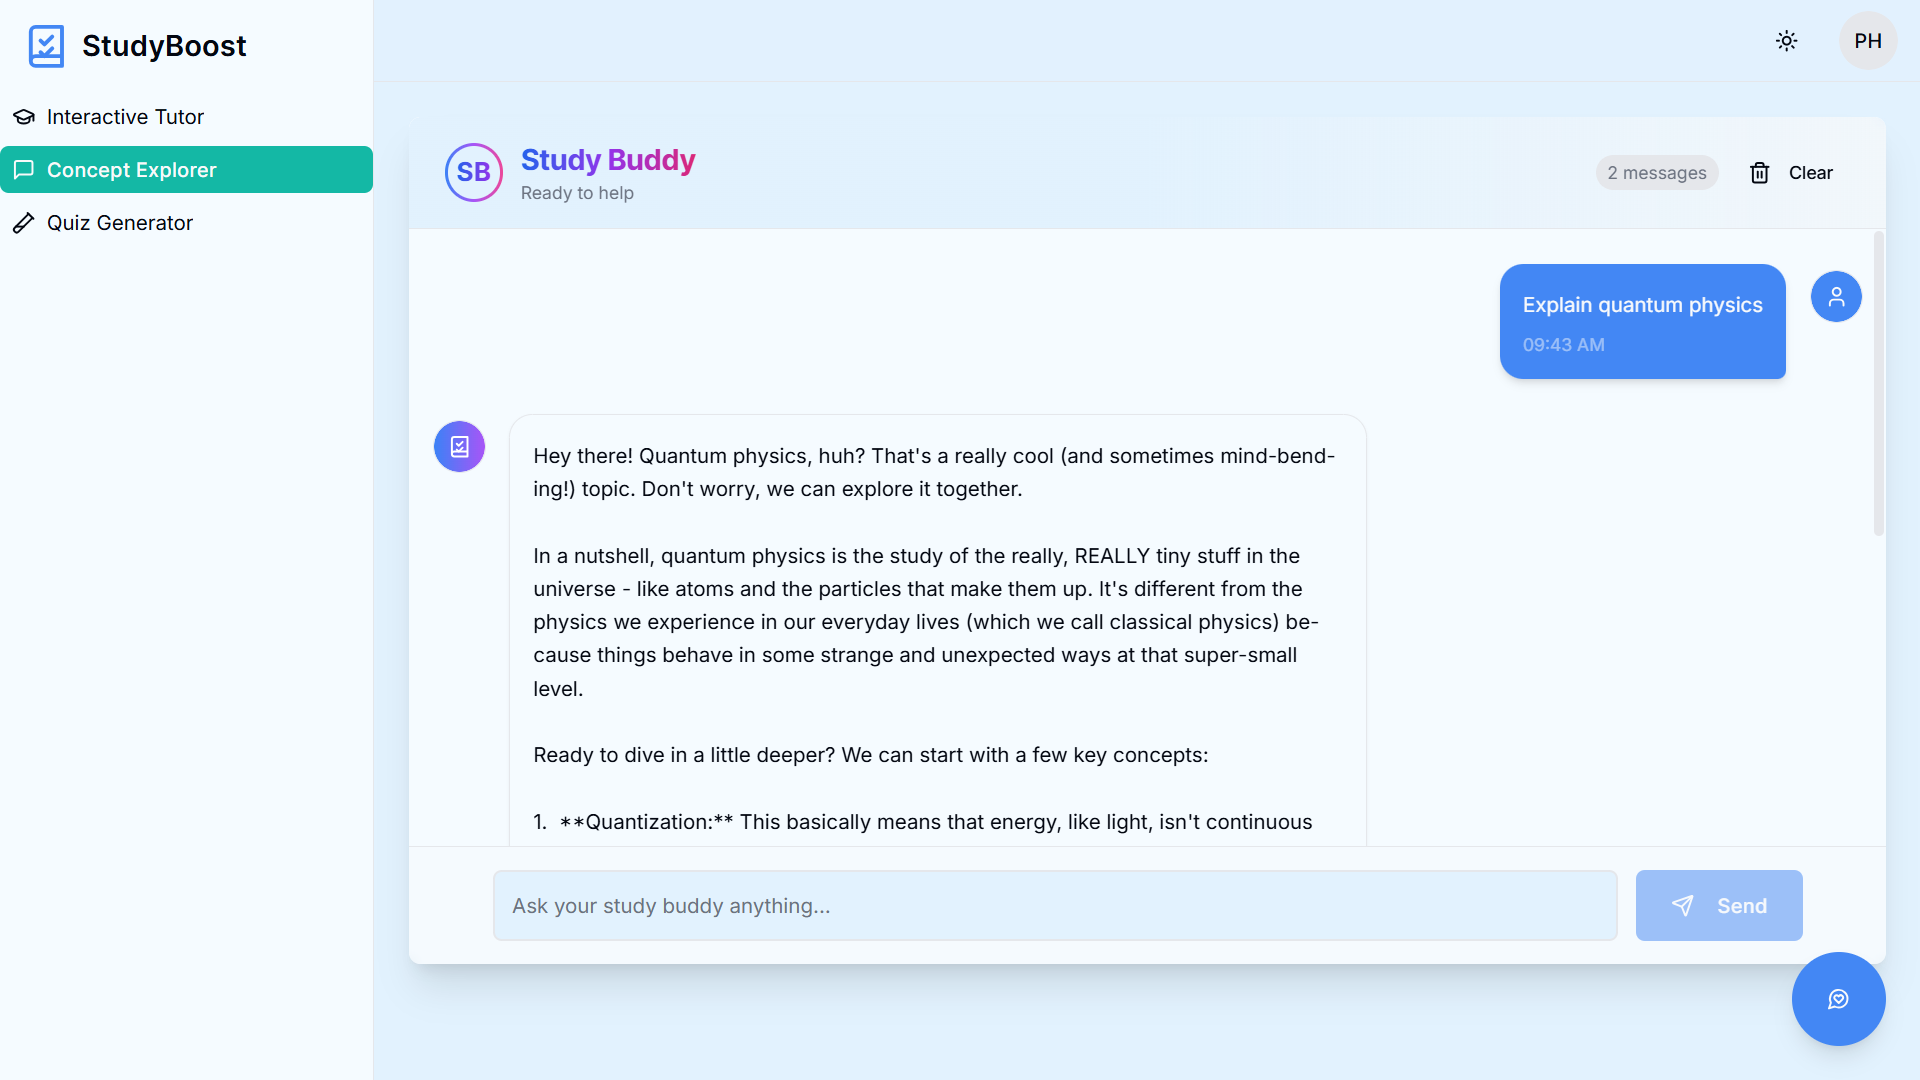 StudyBoost
Interactive Tutor
Concept Explorer
Quiz Generator
PH
SB
Study Buddy
Ready to help
2 messages
Clear
Explain quantum physics
09:43 AM
Hey there! Quantum physics, huh? That's a really cool (and sometimes mind-bend-
ing!) topic. Don't worry, we can explore it together.
In a nutshell, quantum physics is the study of the really, REALLY tiny stuff in the
universe - like atoms and the particles that make them up. It's different from the
physics we experience in our everyday lives (which we call classical physics) be-
cause things behave in some strange and unexpected ways at that super-small
level.
Ready to dive in a little deeper? We can start with a few key concepts:
1. **Quantization:** This basically means that energy, like light, isn't continuous
Ask your study buddy anything...
Send